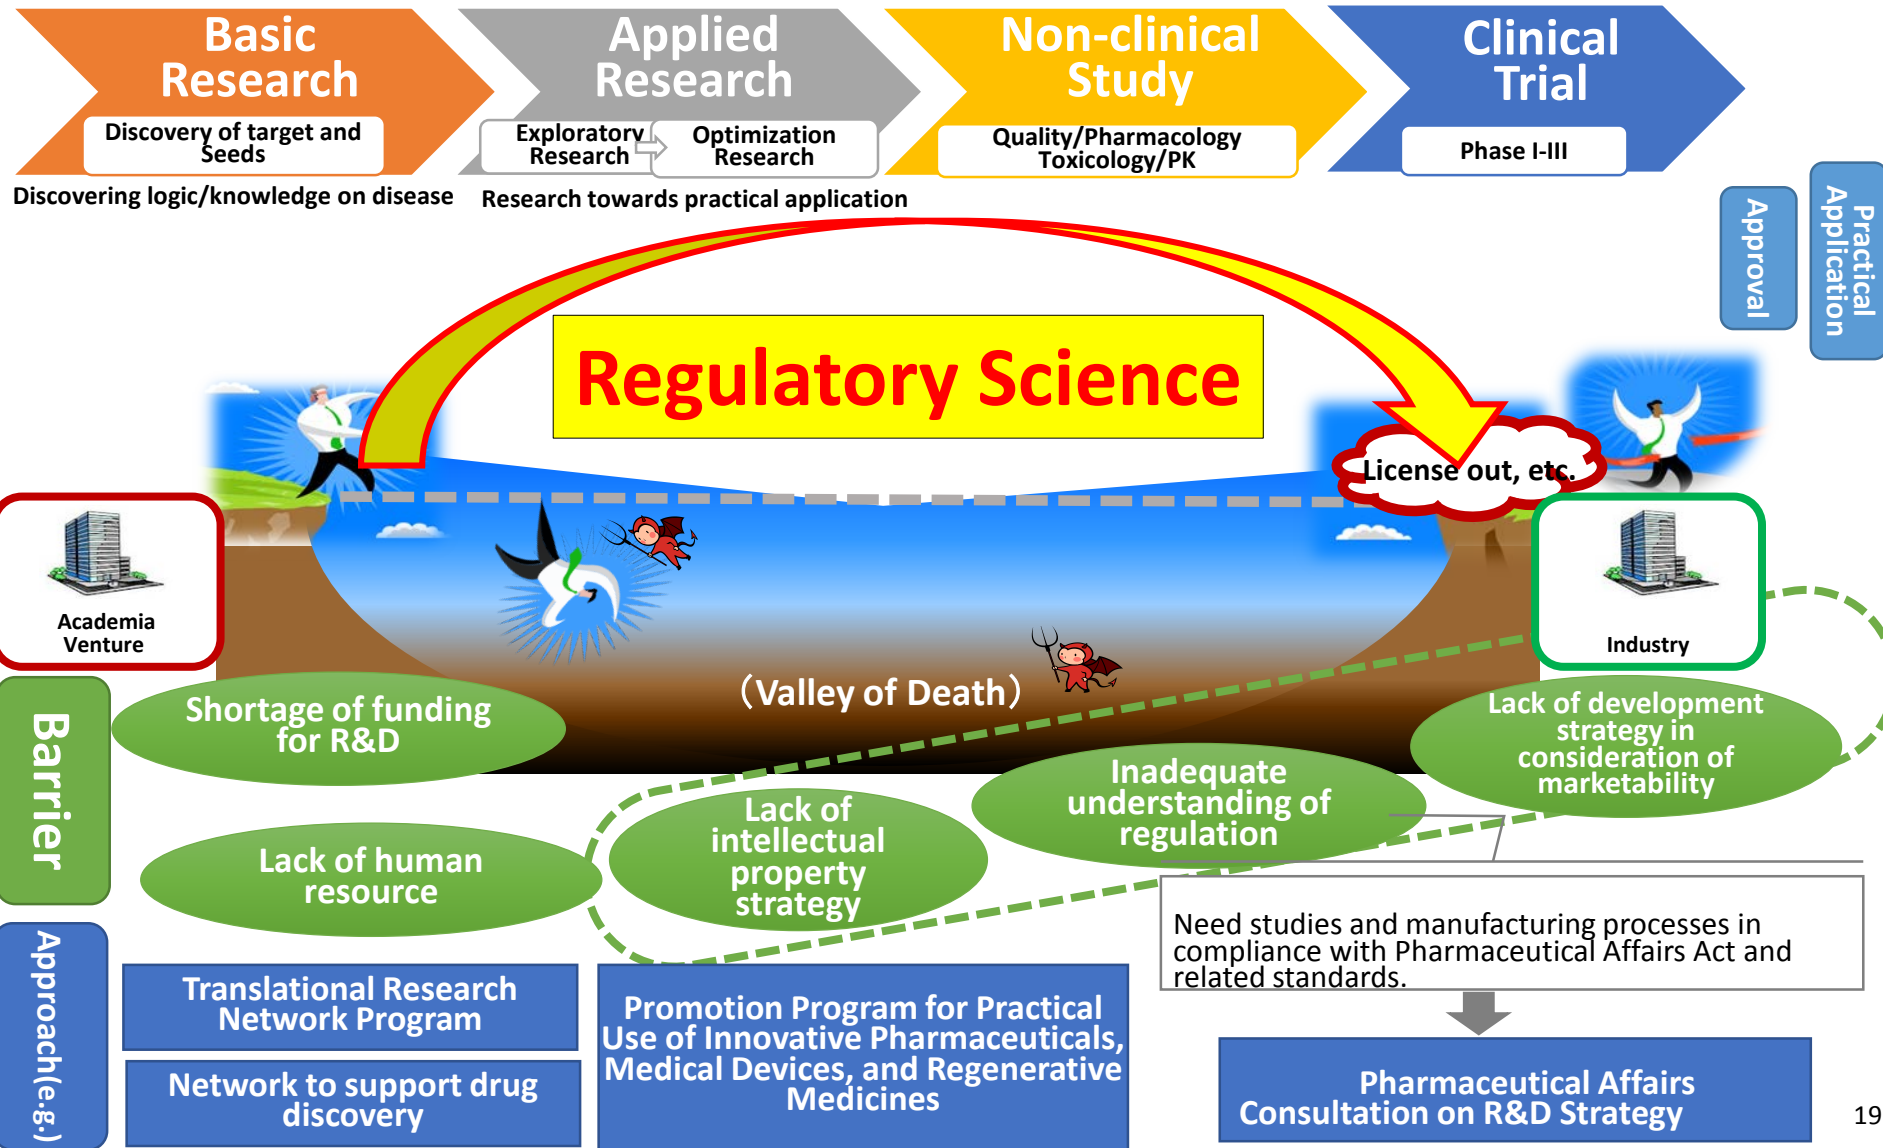 Basic
Research
Discovery of target and
Seeds
Discovering logic/knowledge on disease
Applied
Research
Exploratory
Research
Optimization
Research
Research towards practical application
Non-clinical
Study
Quality/Pharmacology
Toxicology/PK
Clinical
Trial
Phase I-III
Approval
Practical
Application
Regulatory Science
License out, etc.
Academia
Venture
Industry
(Valley of Death)
Barrier
Shortage of funding
for R&D
Lack of human
resource
Lack of
intellectual
property
strategy
Inadequate
understanding of
regulation
Lack of development
strategy in
consideration of
marketability
Need studies and manufacturing processes in
compliance with Pharmaceutical Affairs Act and
related standards.
Approach(e.g.)
Translational Research
Network Program
Network to support drug
discovery
Promotion Program for Practical
Use of Innovative Pharmaceuticals,
Medical Devices, and Regenerative
Medicines
Pharmaceutical Affairs
Consultation on R&D Strategy
19